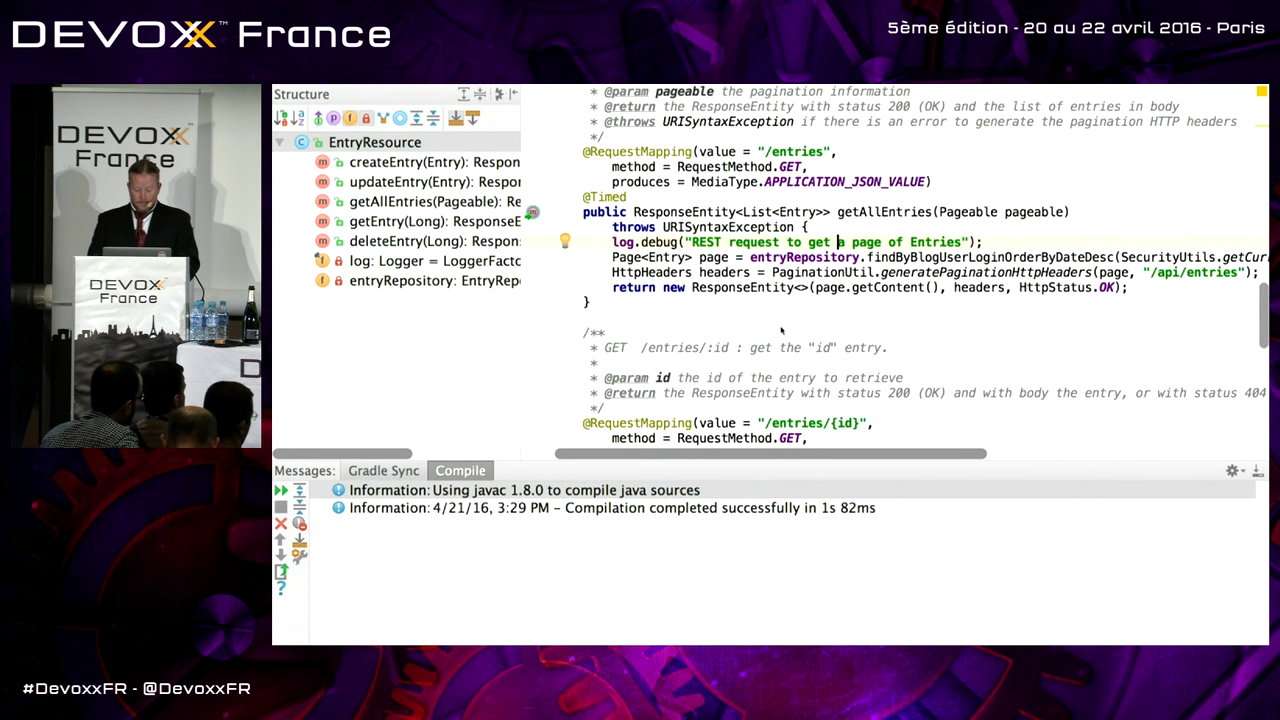 DEVOXX™ France
5ème édition - 20 au 22 avril 2016 - Paris
DEVOXX™
France
DEVOXX™
France
D
Structure
EntryResource
createEntry(Entry): Respon
updateEntry(Entry): Respo
getAllEntries(Pageable): Re
getEntry(Long): ResponseE
deleteEntry(Long): Respon:
log: Logger = LoggerFacto
entryRepository: EntryRep
* @param pageable the pagination information
* @return the ResponseEntity with status 200 (OK) and the list of entries in body
* @throws URISyntaxException if there is an error to generate the pagination HTTP headers
*/
@RequestMapping(value = "/entries",
method = RequestMethod.GET,
produces = MediaType.APPLICATION_JSON_VALUE)
@Timed
public ResponseEntity<List<Entry>> getAllEntries(Pageable pageable)
throws URISyntaxException {
log.debug("REST request to get a page of Entries");
Page<Entry> page = entryRepository.findByBlogUserLoginOrderByDateDesc(SecurityUtils.getCur
HttpHeaders headers = PaginationUtil.generatePaginationHttpHeaders(page, "/api/entries");
return new ResponseEntity<>(page.getContent(), headers, HttpStatus.OK);
}
/**
* GET  /entries/:id : get the "id" entry.
*
* @param id the id of the entry to retrieve
* @return the ResponseEntity with status 200 (OK) and with body the entry, or with status 404
*/
@RequestMapping(value = "/entries/{id}",
method = RequestMethod.GET,
Messages: Gradle Sync Compile
Information: Using javac 1.8.0 to compile java sources
Information: 4/21/16, 3:29 PM - Compilation completed successfully in 1s 82ms
#DevoxxFR - @DevoxxFR